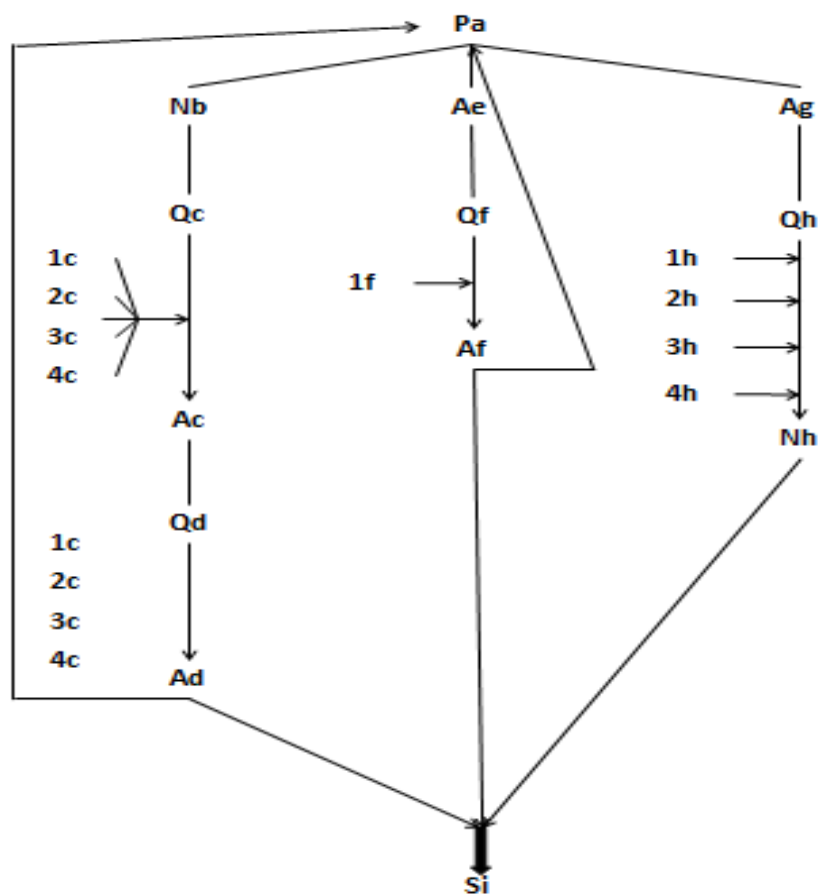 Pa
Nb Ae Ag
Qc Qf Qh
1c 1f 1h
2c 2h
3c 3h
4c Af 4h
Ac Nh
Qd
1c
2c
3c
4c
Ad
Si